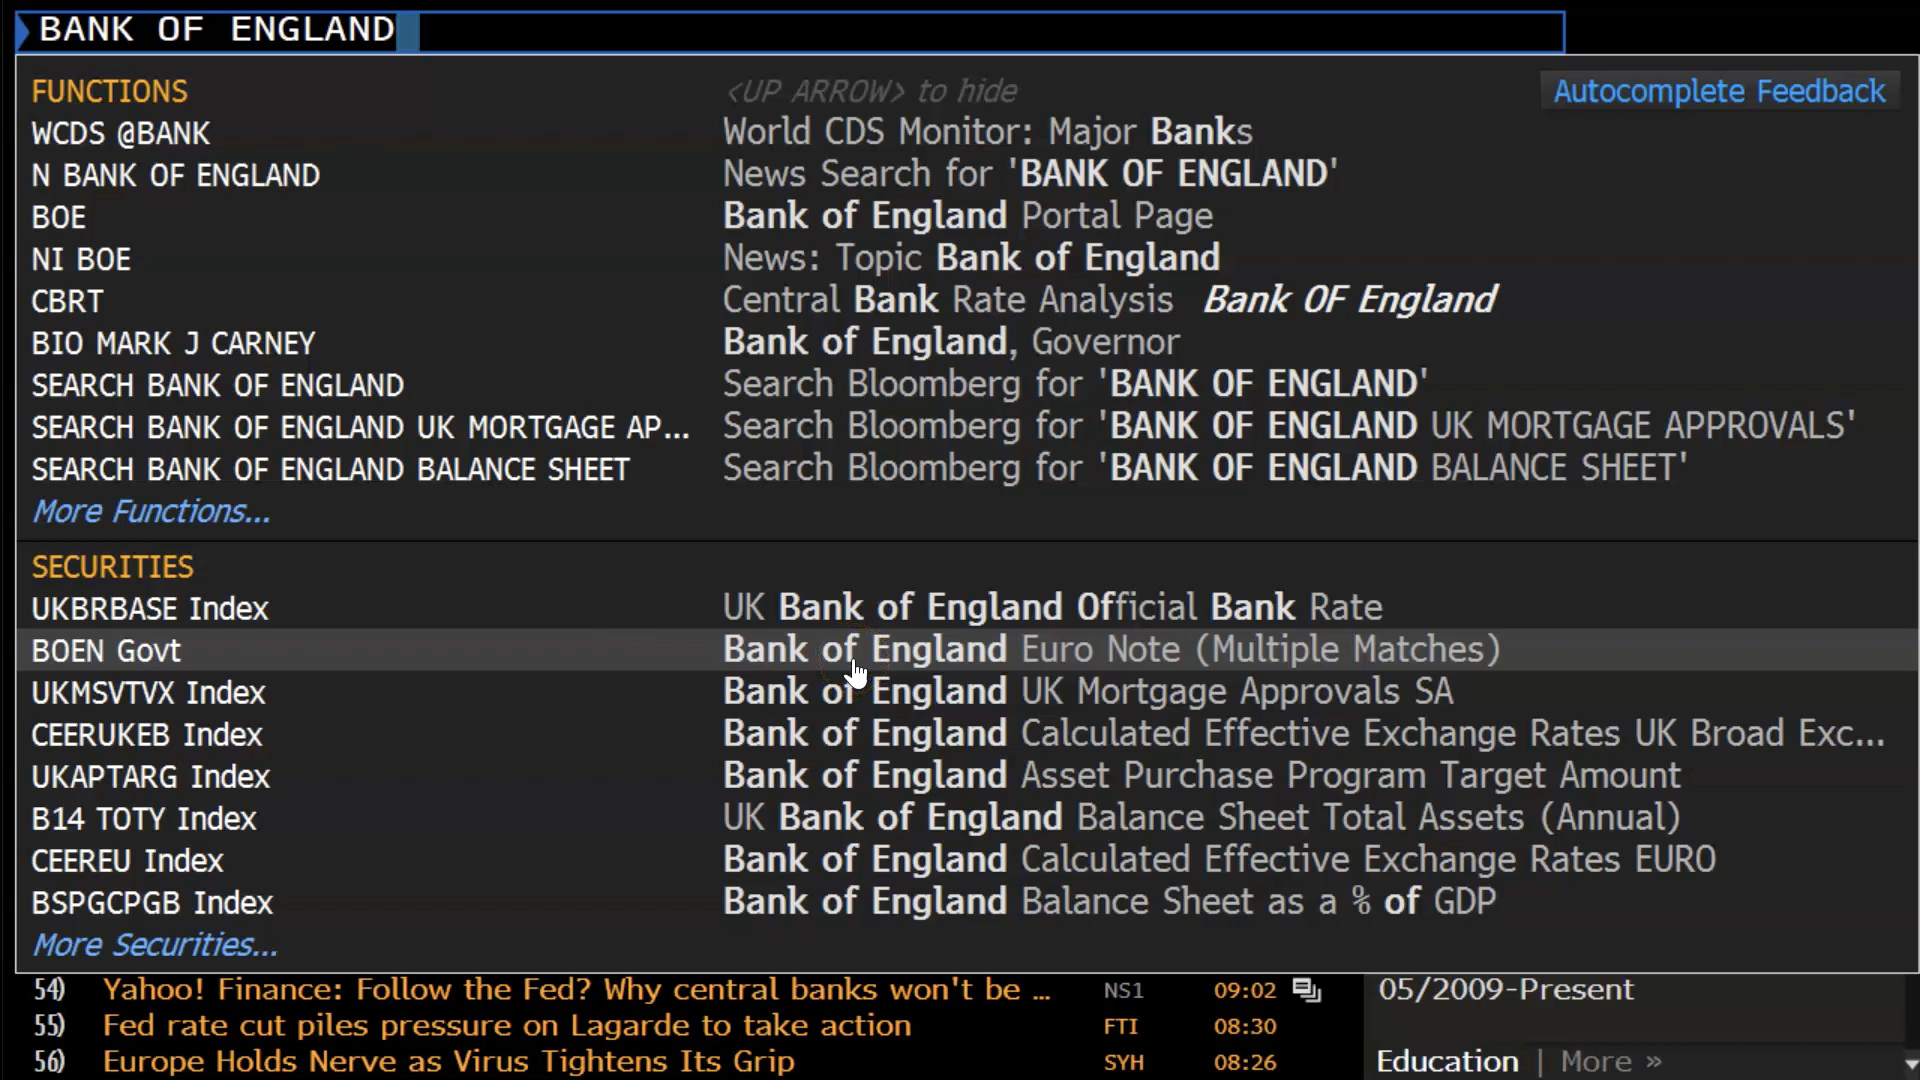 BANK OF ENGLAND
FUNCTIONS <UP ARROW> to hide Autocomplete Feedback
WCDS @BANK World CDS Monitor: Major Banks
N BANK OF ENGLAND News Search for 'BANK OF ENGLAND'
BOE Bank of England Portal Page
NI BOE News: Topic Bank of England
CBRT Central Bank Rate Analysis Bank OF England
BIO MARK J CARNEY Bank of England, Governor
SEARCH BANK OF ENGLAND Search Bloomberg for 'BANK OF ENGLAND'
SEARCH BANK OF ENGLAND UK MORTGAGE AP... Search Bloomberg for 'BANK OF ENGLAND UK MORTGAGE APPROVALS'
SEARCH BANK OF ENGLAND BALANCE SHEET Search Bloomberg for 'BANK OF ENGLAND BALANCE SHEET'
More Functions...
SECURITIES
UKBRBASE Index UK Bank of England Official Bank Rate
BOEN Govt Bank of England Euro Note (Multiple Matches)
UKMSVTVX Index Bank of England UK Mortgage Approvals SA
CEERUKEB Index Bank of England Calculated Effective Exchange Rates UK Broad Exc...
UKAPTARG Index Bank of England Asset Purchase Program Target Amount
B14 TOTY Index UK Bank of England Balance Sheet Total Assets (Annual)
CEEREU Index Bank of England Calculated Effective Exchange Rates EURO
BSPGCPGB Index Bank of England Balance Sheet as a % of GDP
More Securities...
54) Yahoo! Finance: Follow the Fed? Why central banks won't be ... NS1 09:02 05/2009-Present
55) Fed rate cut piles pressure on Lagarde to take action FTI 08:30
56) Europe Holds Nerve as Virus Tightens Its Grip SYH 08:26 Education | More »